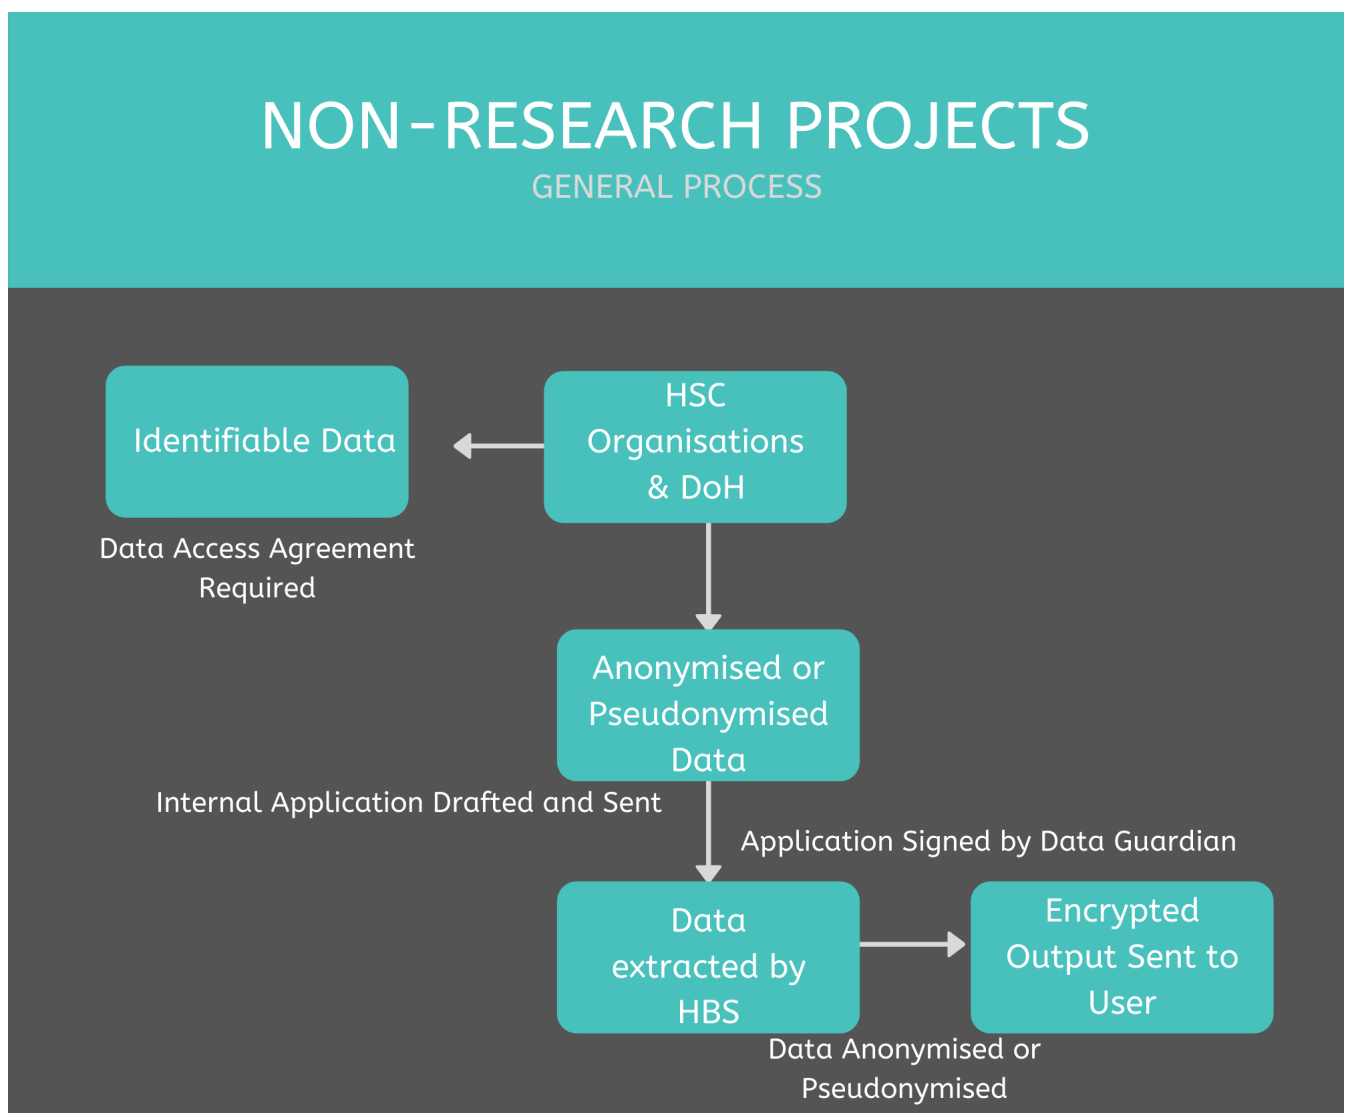 NON-RESEARCH PROJECTS
GENERAL PROCESS
Identifiable Data
HSC
Organisations
& DoH
Data Access Agreement
Required
Anonymised or
Pseudonymised
Data
Internal Application Drafted and Sent
Application Signed by Data Guardian
Data
extracted by
HBS
Encrypted
Output Sent to
User
Data Anonymised or
Pseudonymised